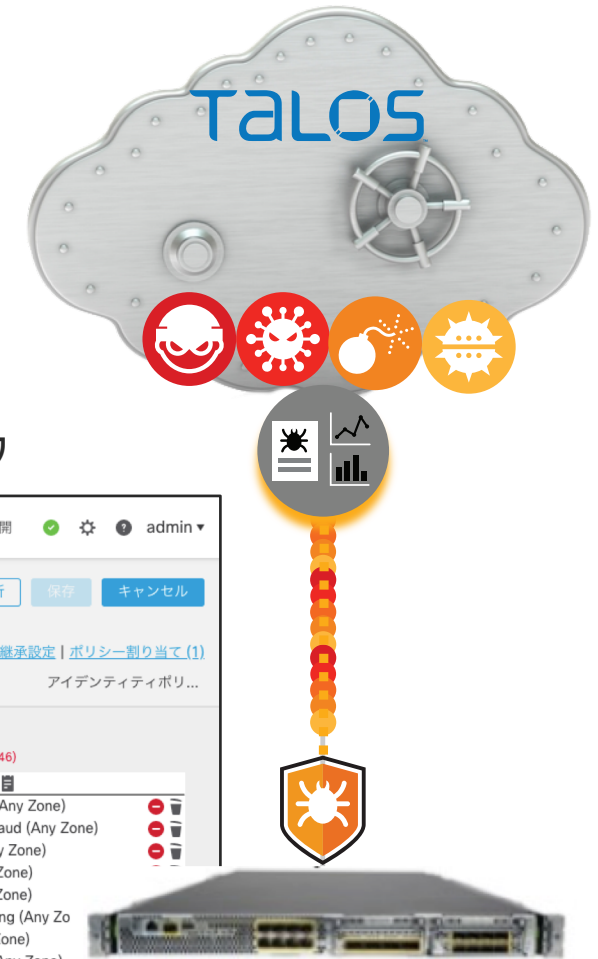 TALOS
開 admin
保存 キャンセル
継承設定 | ポリシー割り当て (1)
アイデンティティポリ...
46)
Any Zone)
aud (Any Zone)
y Zone)
Zone)
Zone)
ng (Any Zo
one)